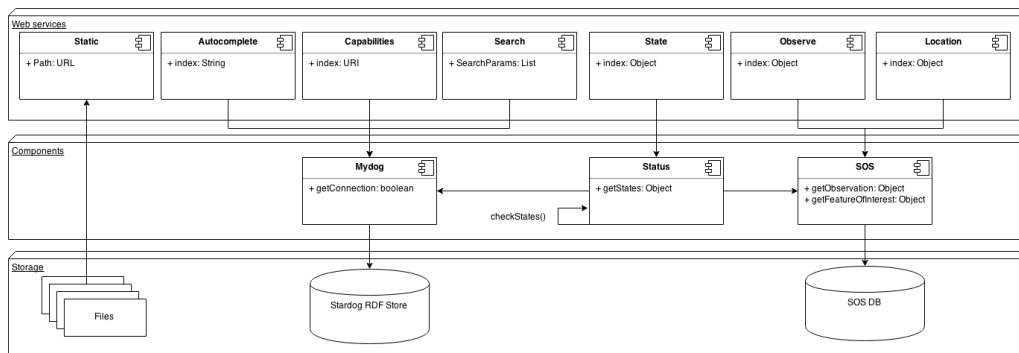 Web services
Static
+ Path: URL
Autocomplete
+ index: String
Capabilities
+ index: URI
Search
+ SearchParams: List
State
+ index: Object
Observe
+ index: Object
Location
+ index: Object
Components
Mydog
+ getConnection: boolean
Status
+ getStates: Object
checkStates()
SOS
+ getObservation: Object
+ getFeatureOfInterest: Object
Storage
Files
Stardog RDF Store
SOS DB